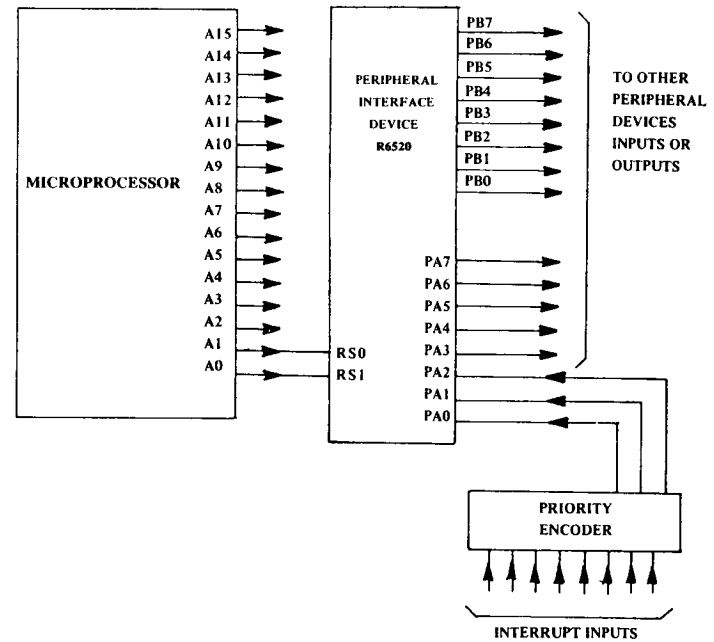 MICROPROCESSOR
A15
A14
A13
A12
A11
A10
A9
A8
A7
A6
A5
A4
A3
A2
A1
A0
PERIPHERAL
INTERFACE
DEVICE
R6520
RS0
RS1
PB7
PB6
PB5
PB4
PB3
PB2
PB1
PB0
PA7
PA6
PA5
PA4
PA3
PA2
PA1
PA0
TO OTHER
PERIPHERAL
DEVICES
INPUTS OR
OUTPUTS
PRIORITY
ENCODER
INTERRUPT INPUTS